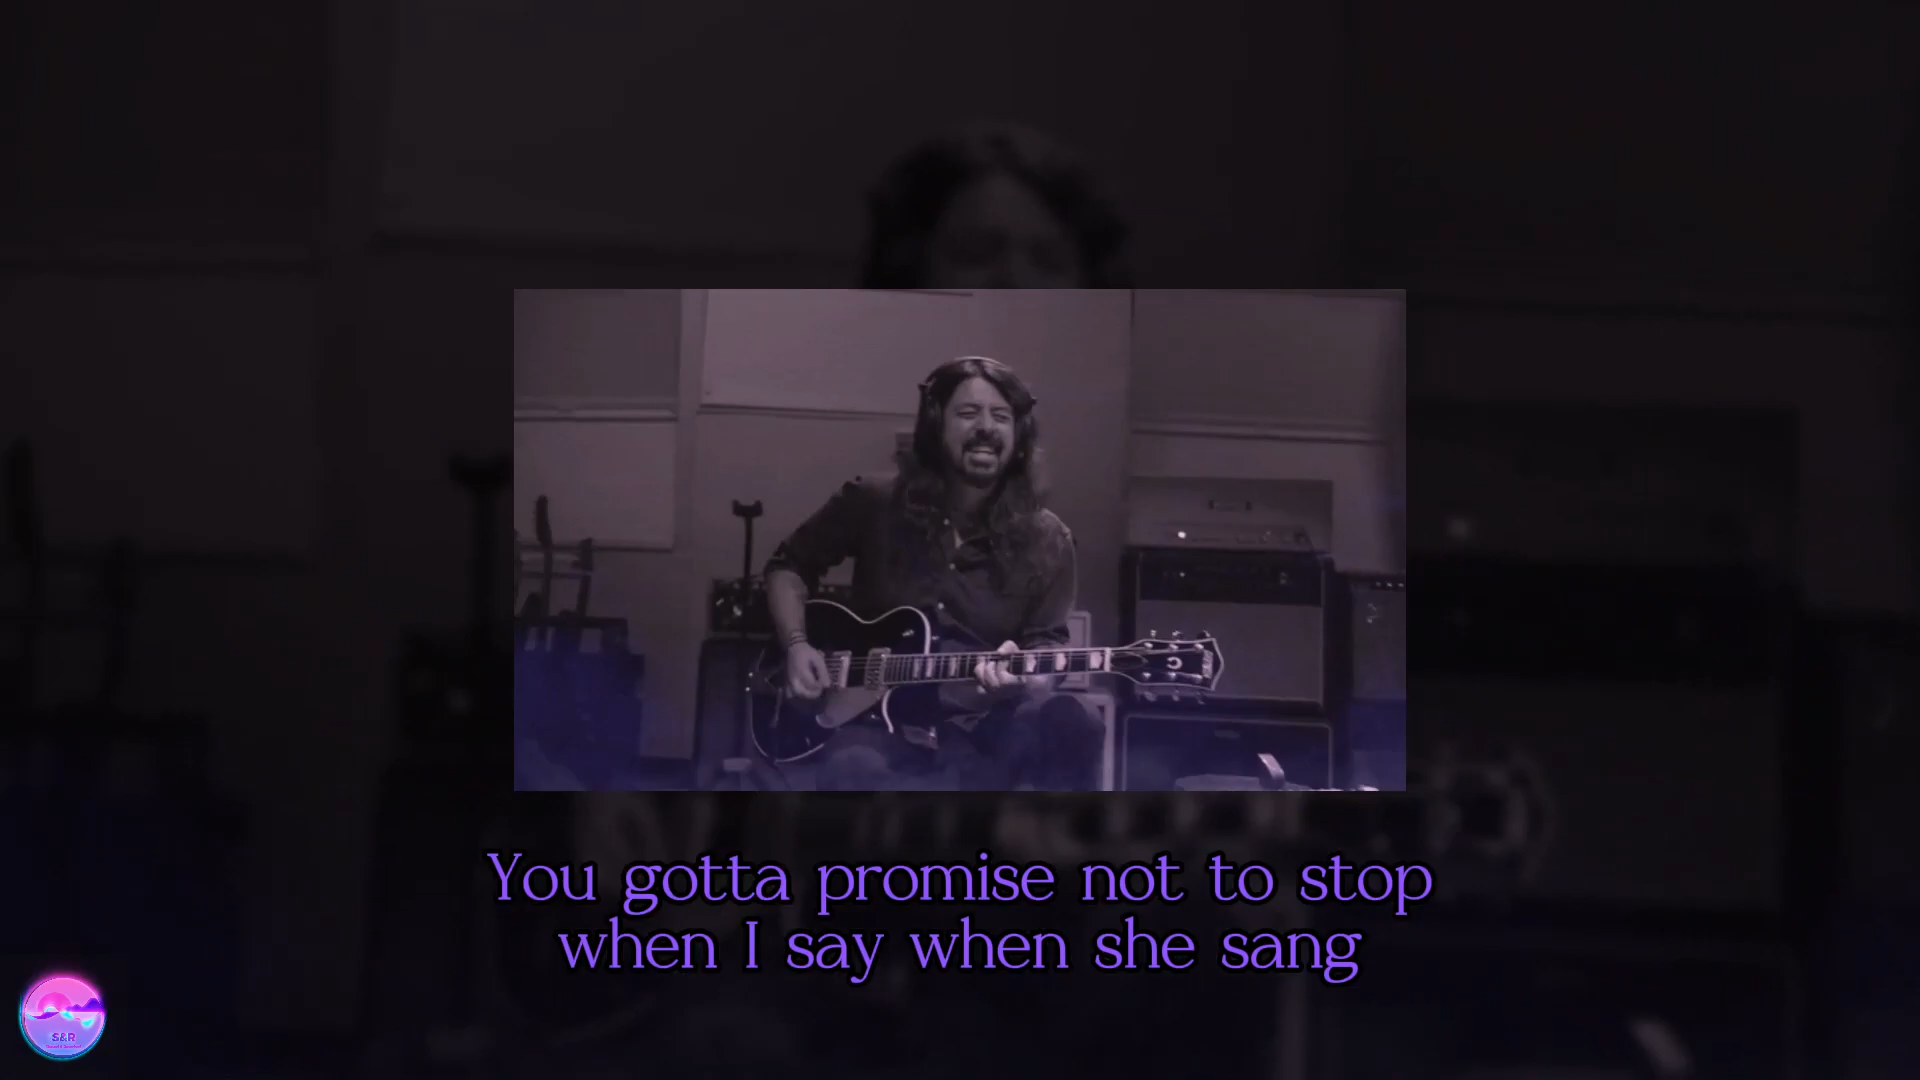 You gotta promise not to stop
when I say when she sang
S&R